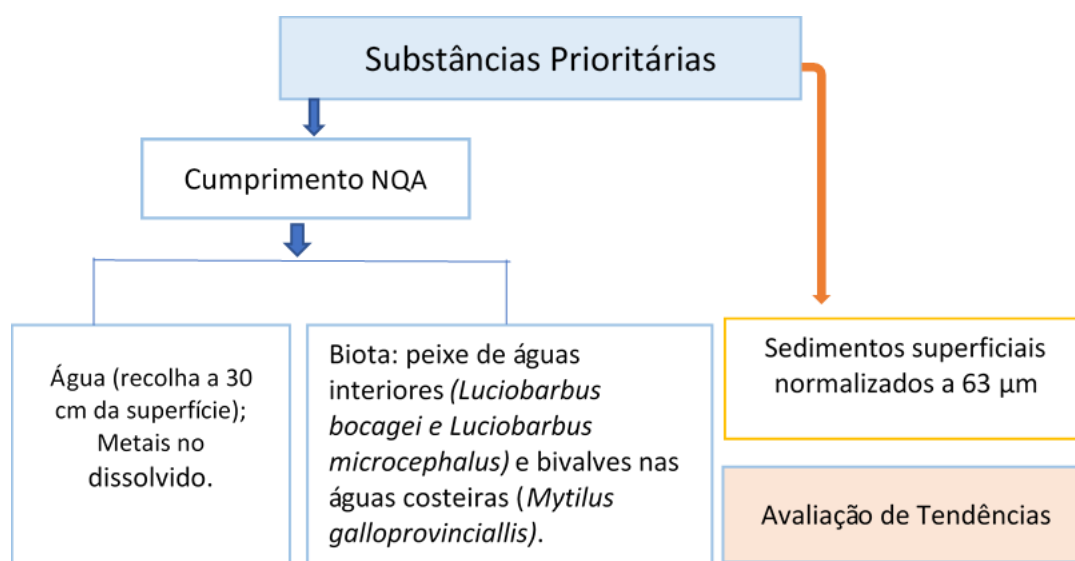 Substâncias Prioritárias
Cumprimento NQA
Água (recolha a 30
cm da superfície);
Metais no
dissolvido.
Biota: peixe de águas
interiores (Luciobarbus
bocagei e Luciobarbus
microcephalus) e bivalves nas
águas costeiras (Mytilus
galloprovinciallis).
Sedimentos superficiais
normalizados a 63 µm
Avaliação de Tendências